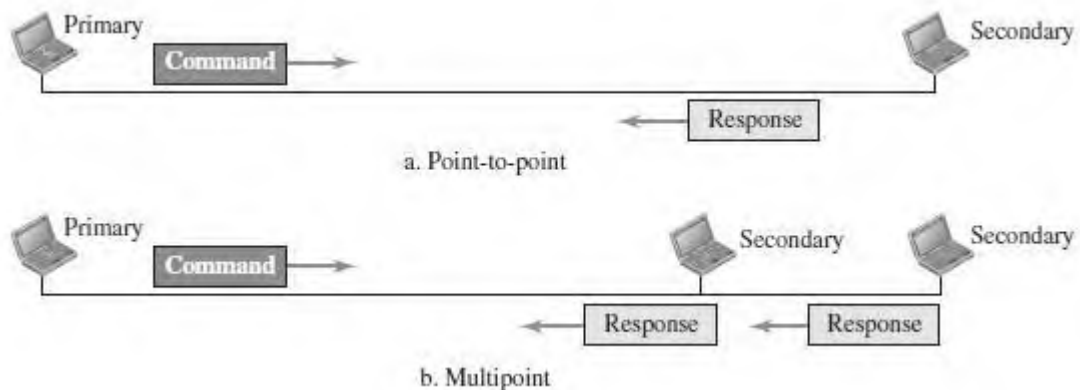 Primary
Secondary
Command
Response
a. Point-to-point
Primary
Secondary
Secondary
Command
Response
Response
b. Multipoint